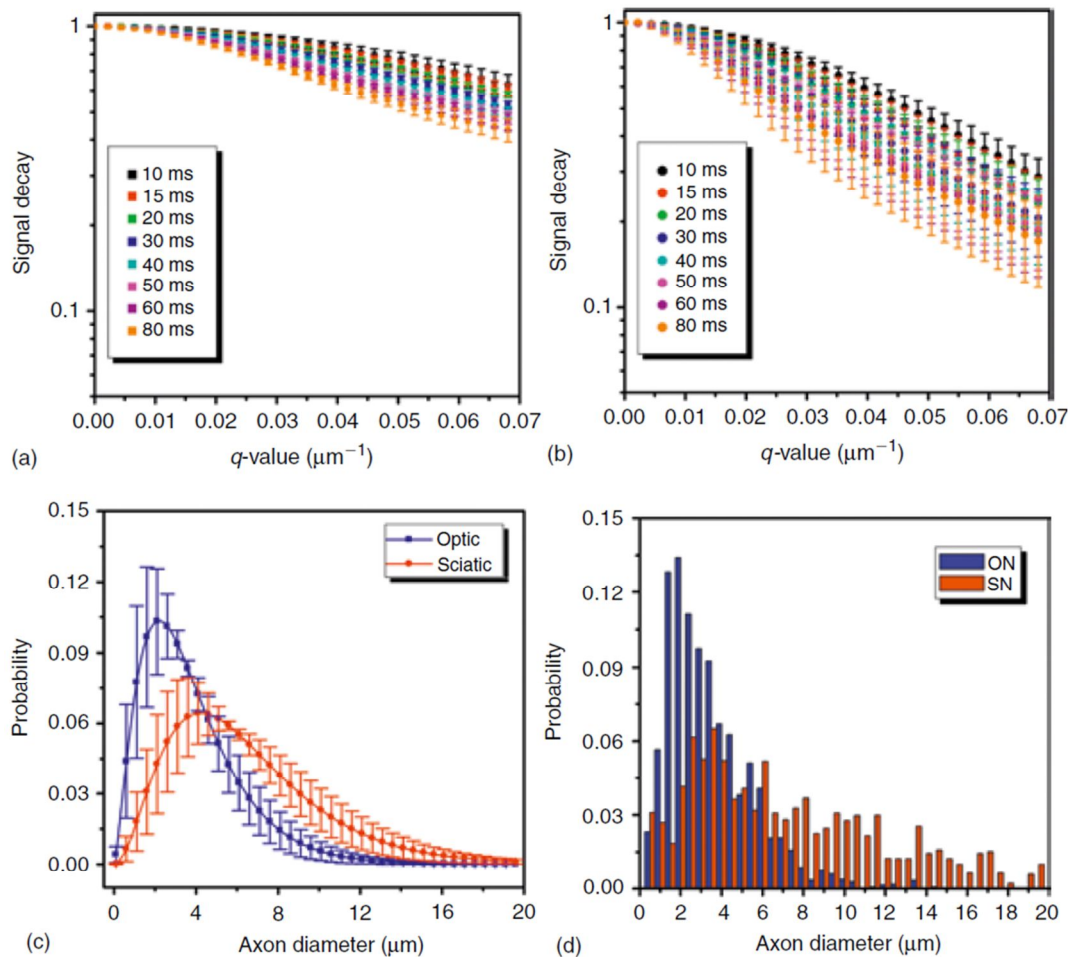 1
0.1
Signal decay
10 ms
15 ms
20 ms
30 ms
40 ms
50 ms
60 ms
80 ms
0.00 0.01 0.02 0.03 0.04 0.05 0.06 0.07
q-value (μm⁻¹)
(a)
1
0.1
Signal decay
10 ms
15 ms
20 ms
30 ms
40 ms
50 ms
60 ms
80 ms
0.00 0.01 0.02 0.03 0.04 0.05 0.06 0.07
q-value (μm⁻¹)
(b)
0.15
0.12
0.09
0.06
0.03
0.00
Probability
Optic
Sciatic
0 4 8 12 16 20
Axon diameter (μm)
(c)
0.15
0.12
0.09
0.06
0.03
0.00
Probability
ON
SN
0 2 4 6 8 10 12 14 16 18 20
Axon diameter (μm)
(d)